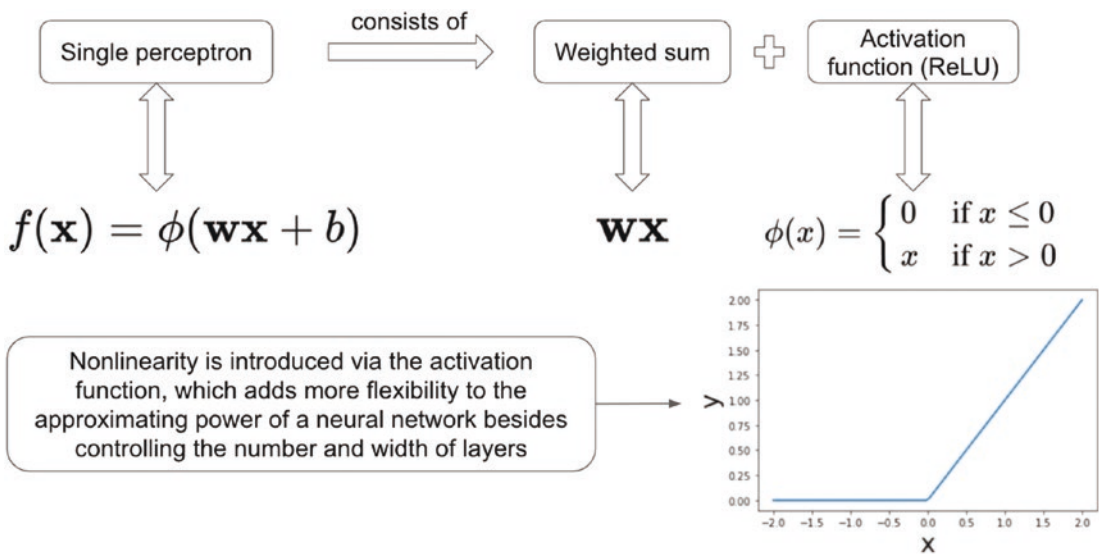 consists of
Single perceptron
Weighted sum
Activation
function (ReLU)
f(x) = ϕ(wx + b)
wx
ϕ(x) = { 0 if x ≤ 0
x if x > 0
Nonlinearity is introduced via the activation
function, which adds more flexibility to the
approximating power of a neural network besides
controlling the number and width of layers
y
2.00
1.75
1.50
1.25
1.00
0.75
0.50
0.25
0.00
−2.0 −1.5 −1.0 −0.5 0.0 0.5 1.0 1.5 2.0
x